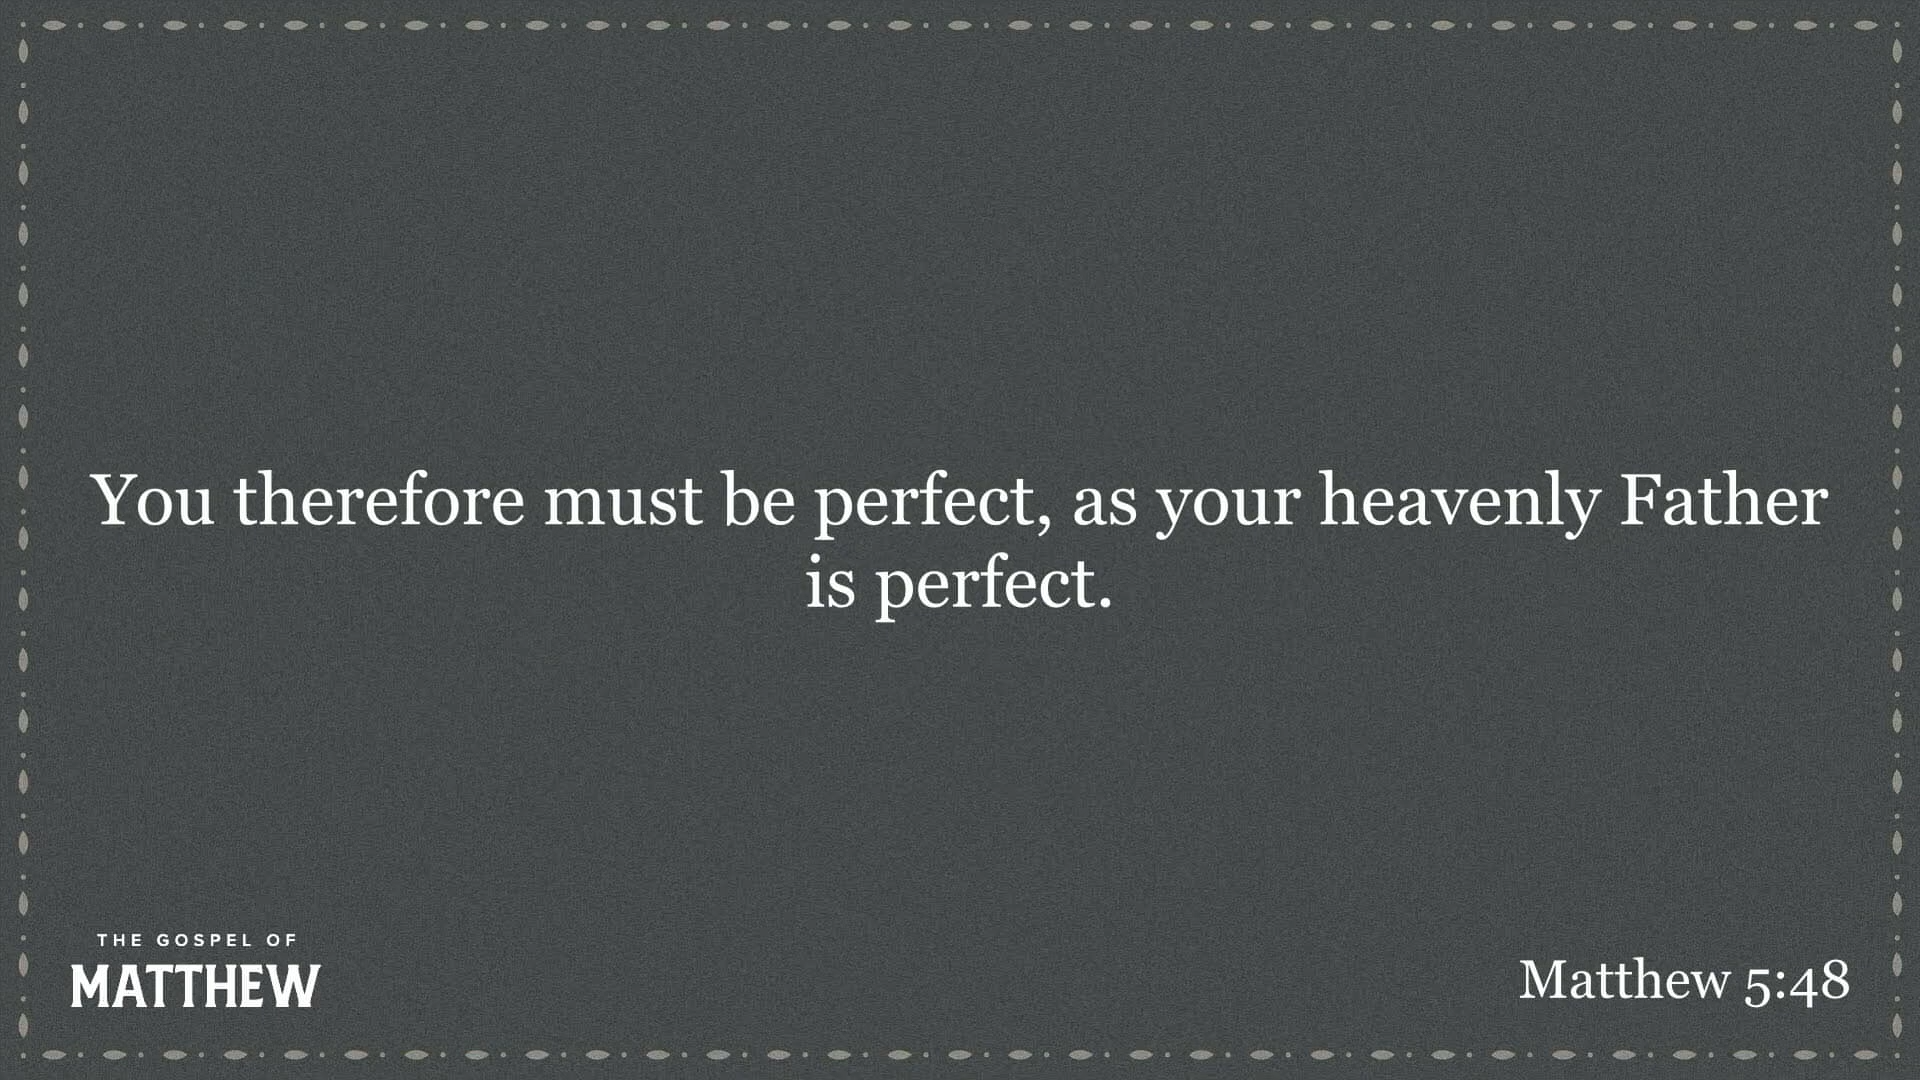 You therefore must be perfect, as your heavenly Father
is perfect.
THE GOSPEL OF
MATTHEW
Matthew 5:48